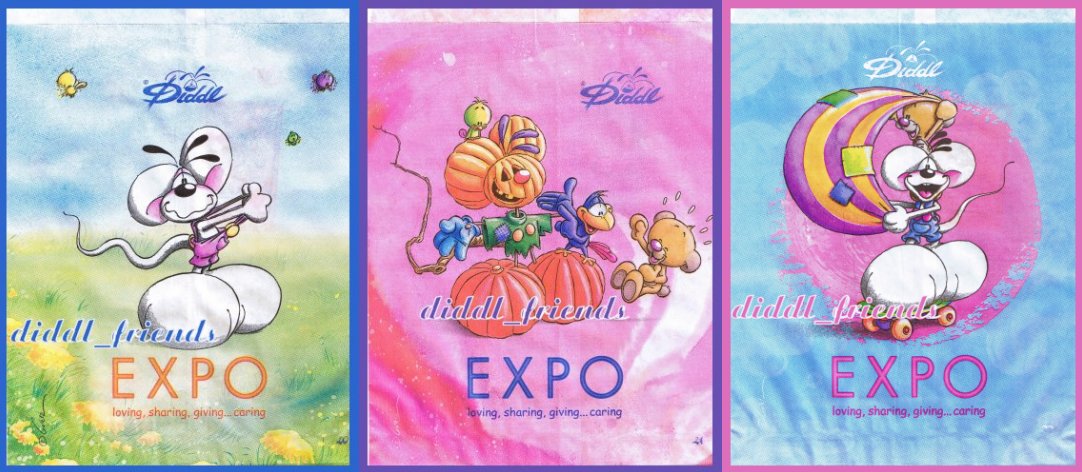 Diddl
diddl_friends
EXPO
loving, sharing, giving...caring
Diddl
diddl_friends
EXPO
loving, sharing, giving...caring
Diddl
diddl_friends
EXPO
loving, sharing, giving...caring